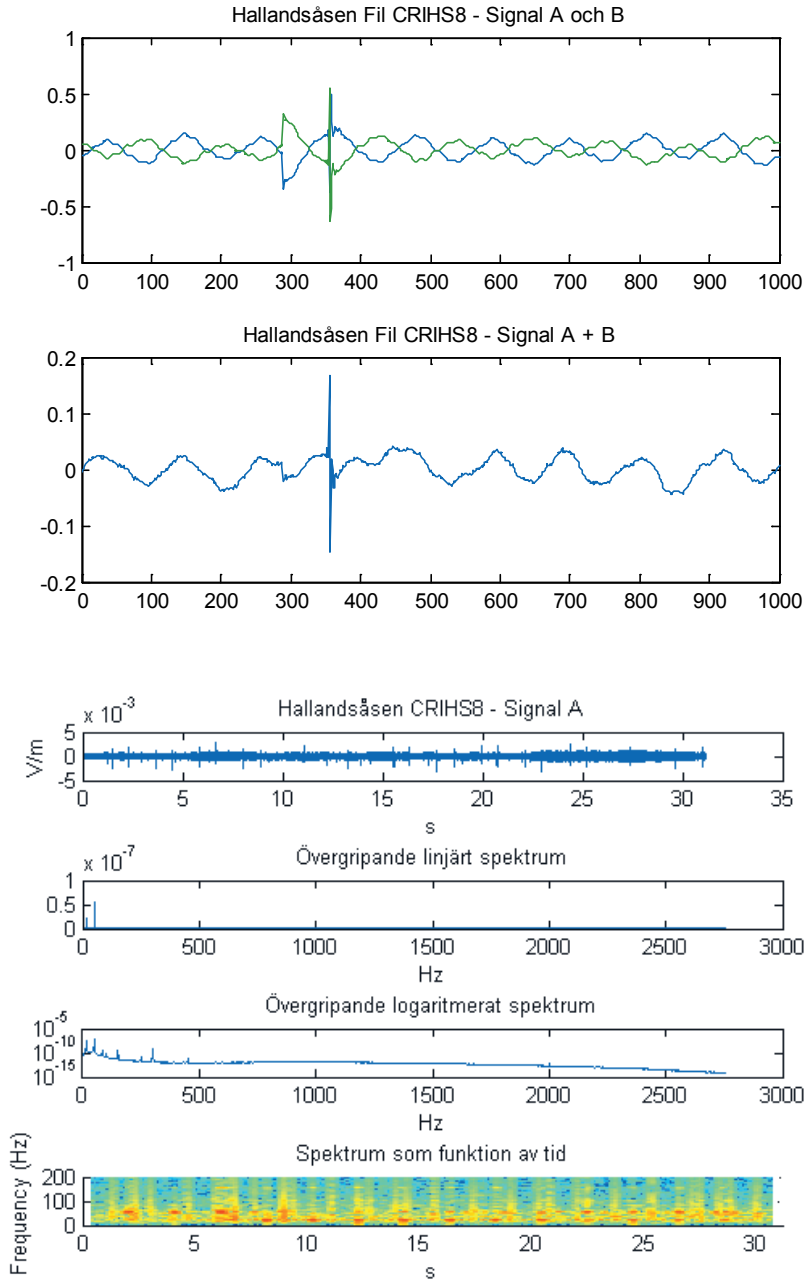 Hallandsåsen Fil CRIHS8 - Signal A och B
1
0.5
0
-0.5
-1
0 100 200 300 400 500 600 700 800 900 1000
Hallandsåsen Fil CRIHS8 - Signal A + B
0.2
0.1
0
-0.1
-0.2
0 100 200 300 400 500 600 700 800 900 1000
Hallandsåsen CRIHS8 - Signal A
x 10^-3
V/m
5
0
-5
0 5 10 15 20 25 30 35
s
Övergripande linjärt spektrum
x 10^-7
1
0.5
0
0 500 1000 1500 2000 2500 3000
Hz
Övergripande logaritmerat spektrum
10^-5
10^-10
10^-15
0 500 1000 1500 2000 2500 3000
Hz
Spektrum som funktion av tid
Frequency (Hz)
200
100
0
0 5 10 15 20 25 30
s